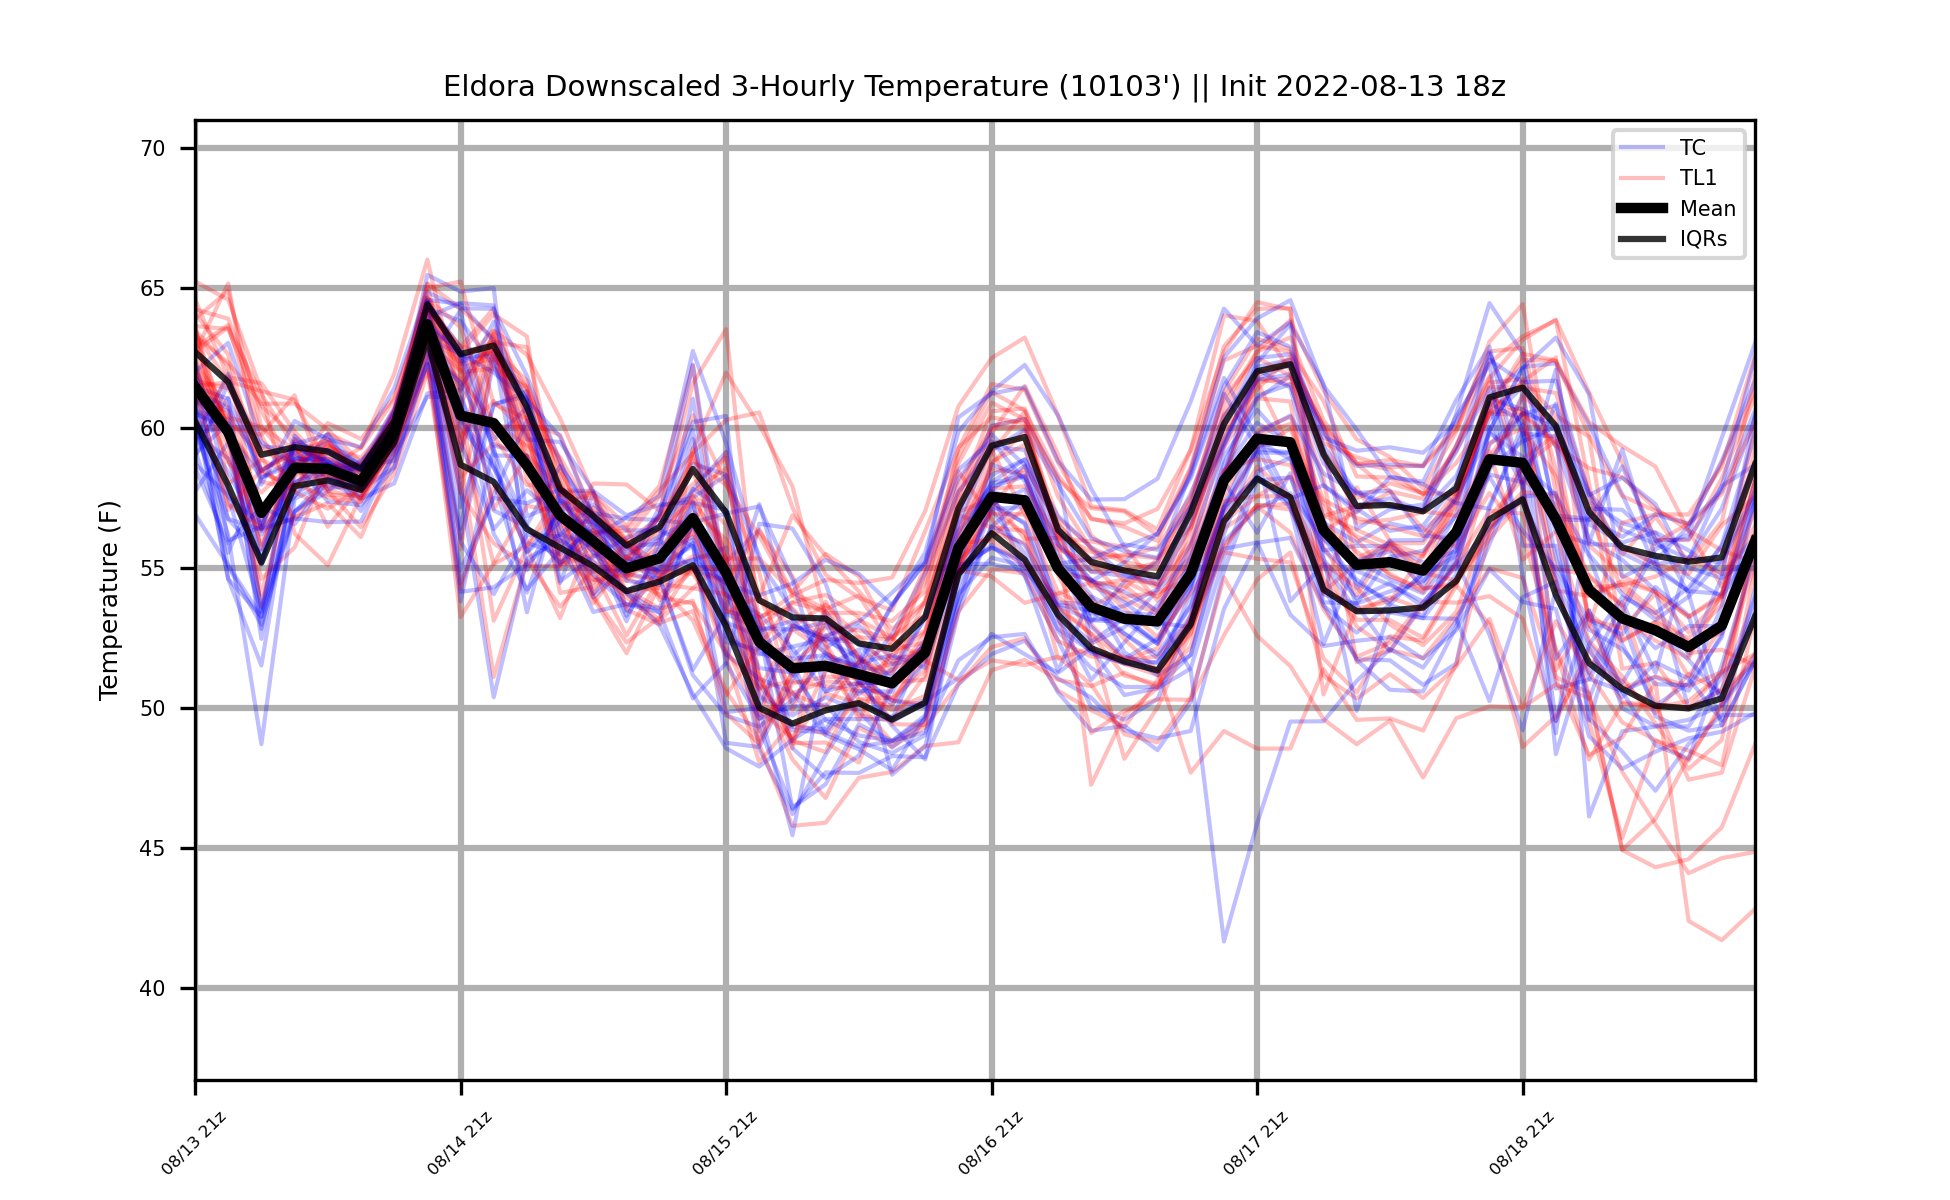 Eldora Downscaled 3-Hourly Temperature (10103') || Init 2022-08-13 18z
TC
TL1
Mean
IQRs
Temperature (F)
70
65
60
55
50
45
40
08/13 21z
08/14 21z
08/15 21z
08/16 21z
08/17 21z
08/18 21z